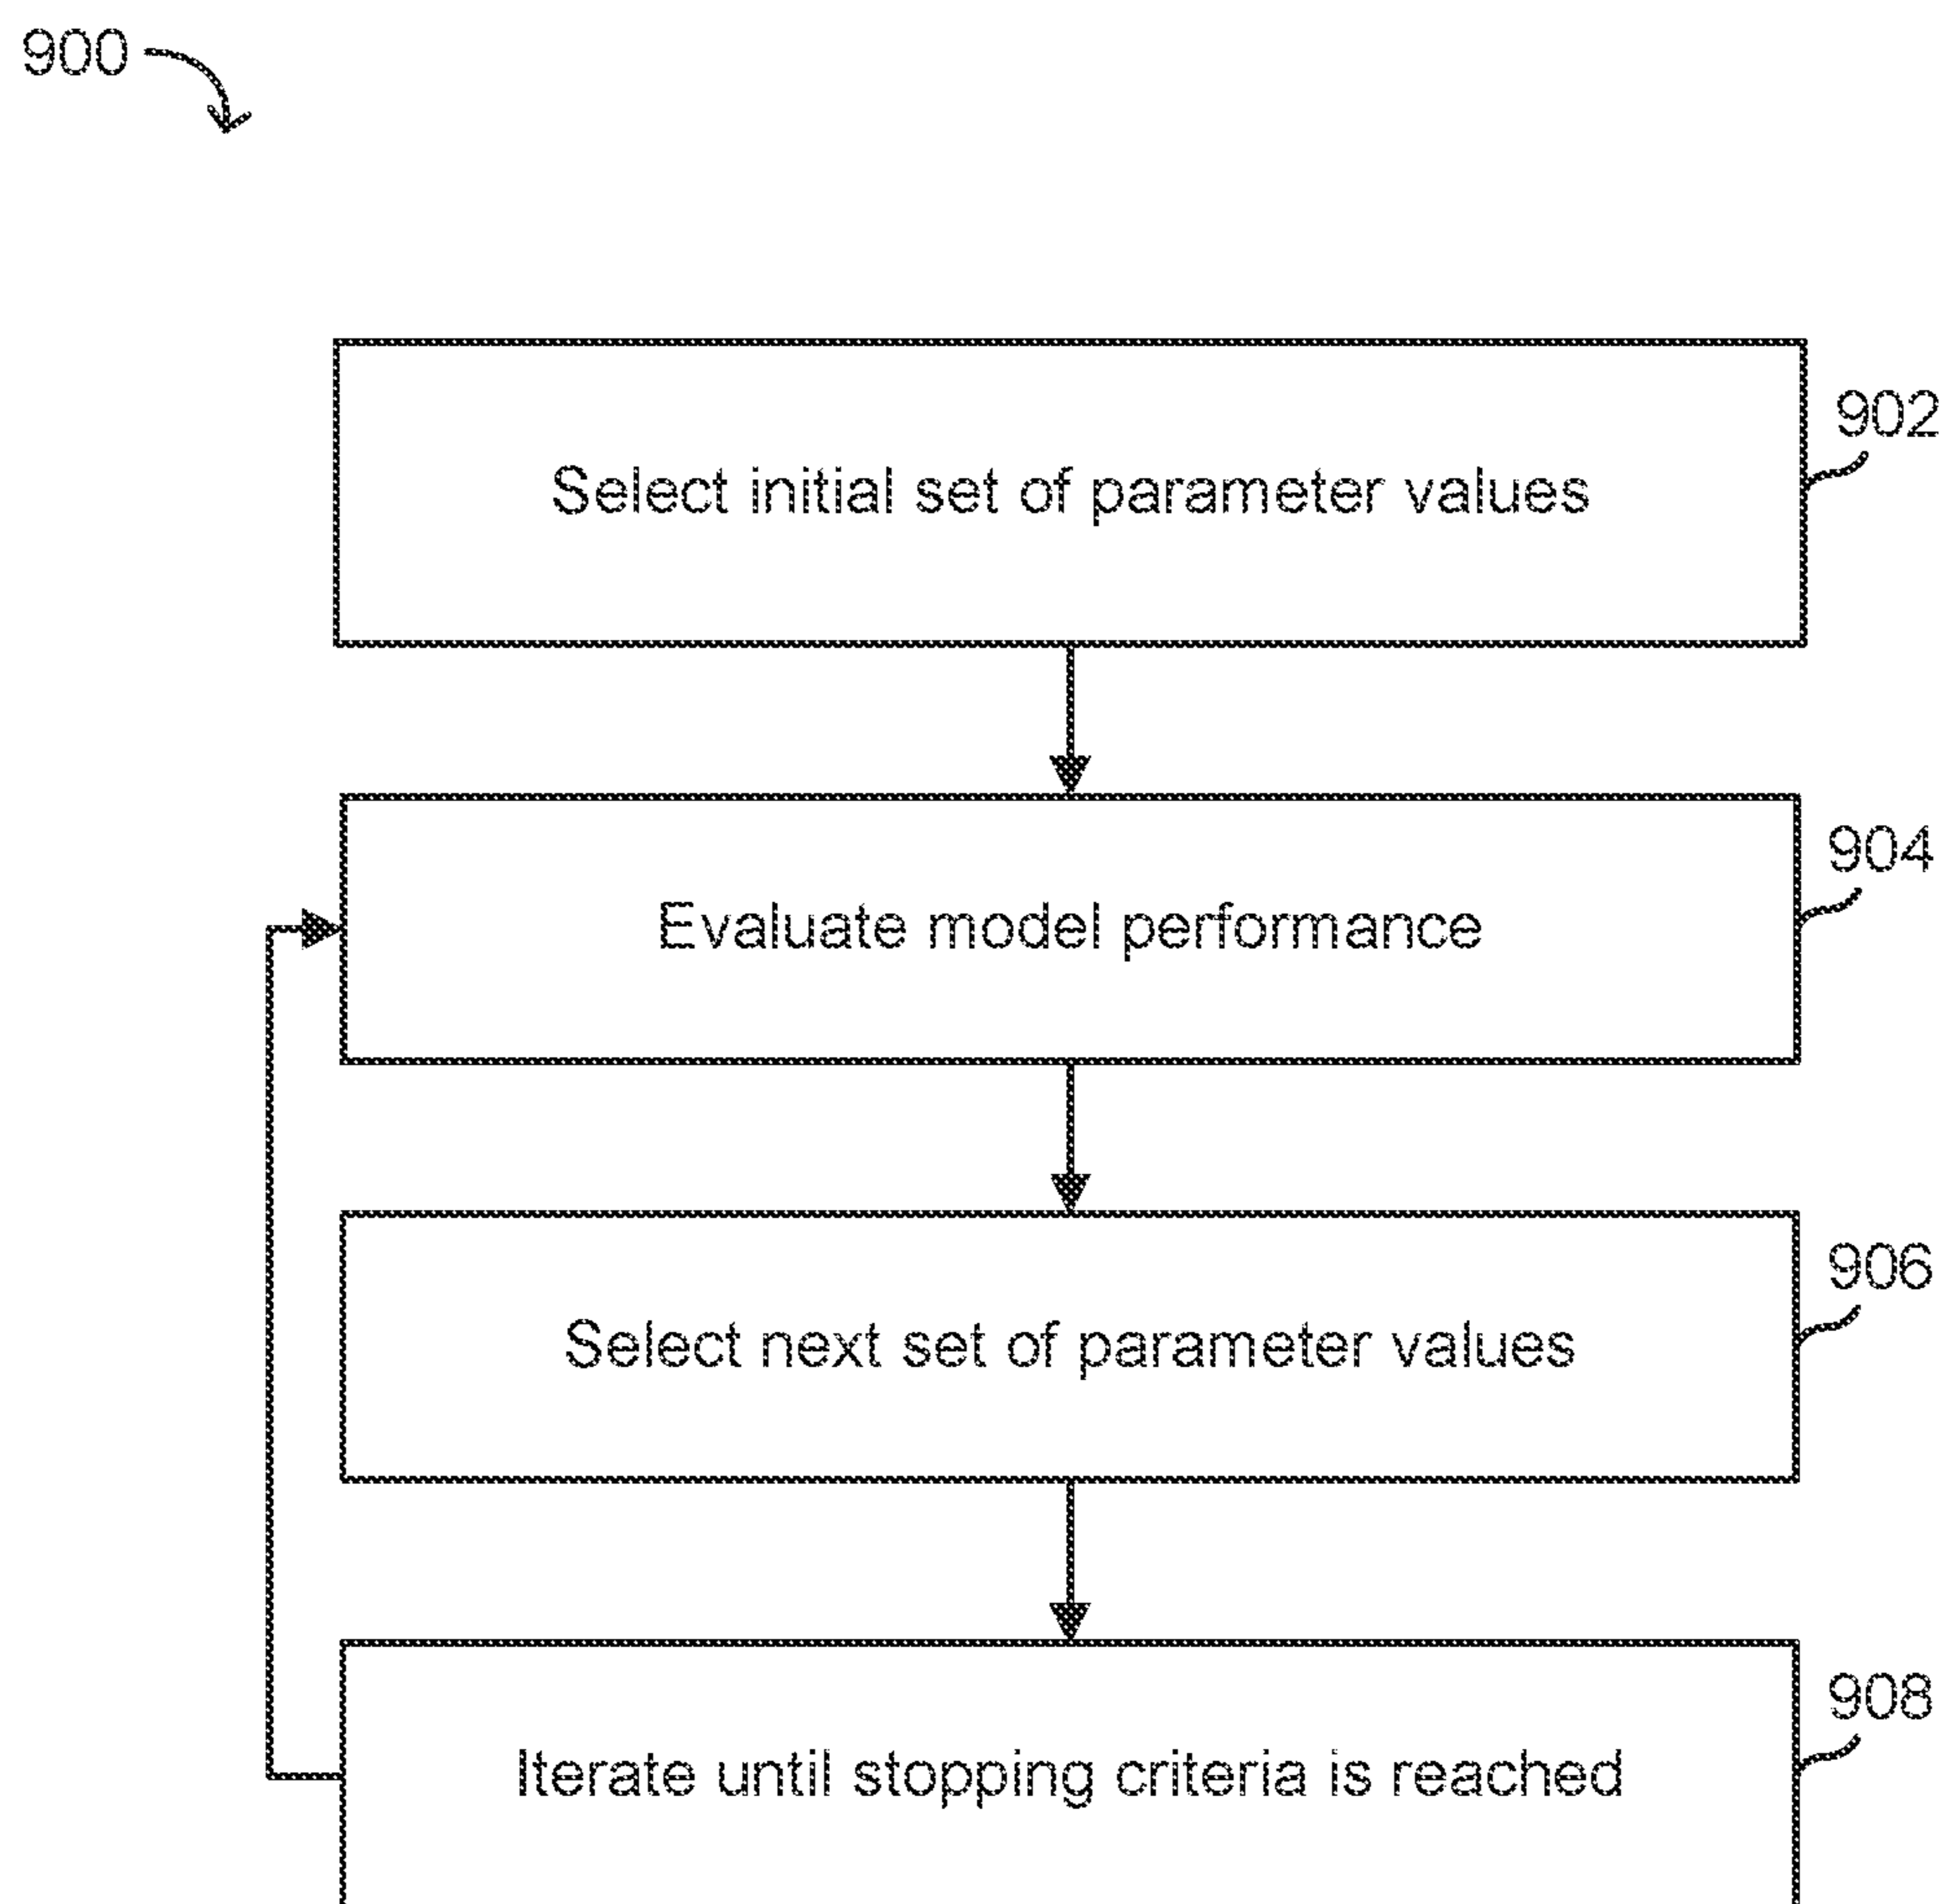 900
Select initial set of parameter values
902
Evaluate model performance
904
Select next set of parameter values
906
Iterate until stopping criteria is reached
908